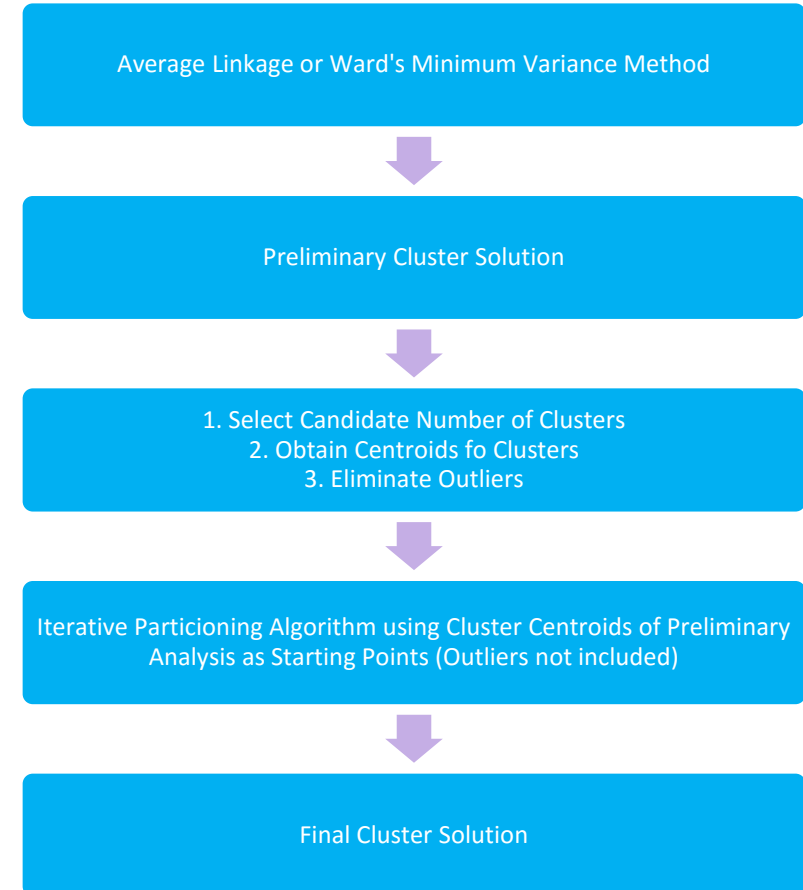 Average Linkage or Ward's Minimum Variance Method
Preliminary Cluster Solution
1. Select Candidate Number of Clusters
2. Obtain Centroids fo Clusters
3. Eliminate Outliers
Iterative Particioning Algorithm using Cluster Centroids of Preliminary
Analysis as Starting Points (Outliers not included)
Final Cluster Solution